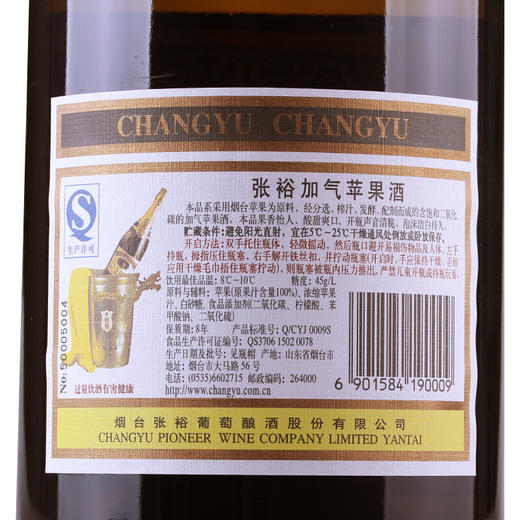 CHANGYU CHANGYU
张裕加气苹果酒
本品系采用烟台苹果为原料，经分选、榨汁、发酵、配制而成的含饱和二氧化
碳的加气苹果酒。本品果香怡人、酸甜爽口、开瓶声音清脆，泡沫洁白持久。
贮藏条件:避免阳光直射，宜在5℃~25℃干燥通风处倒放或卧放保存。
开启方法:双手托住瓶体，轻微摇动，然后瓶口避开易损伤物品及人体，左手
持瓶，拇指压住瓶塞，右手解开铁丝扣，并拧动瓶塞(开启时，手应保持干燥，否则
应用干燥毛巾捂住瓶塞拧动)，则瓶塞被瓶内压力推出。严禁儿童开瓶或持瓶玩耍。
饮用最佳品温度:8℃~10℃ 糖度:45g/L
原料与辅料:苹果(原果汁含量100%)、浓缩苹果
汁、白砂糖、食品添加剂(二氧化碳、柠檬酸、苯
甲酸钠、二氧化硫)
保质期:8年 产品标准号:Q/CYJ 0009S
食品生产许可证编号:QS3706 1502 0078
生产日期及批号:见瓶帽 产地:山东省烟台市
厂址:烟台市大马路56号
电话:(0535)6602715 邮政编码:264000
http://www.changyu.com.cn
QS
生产许可
No:50005004
过量饮酒有害健康
6 901584 190009
烟台张裕葡萄酿酒股份有限公司
CHANGYU PIONEER WINE COMPANY LIMITED YANTAI